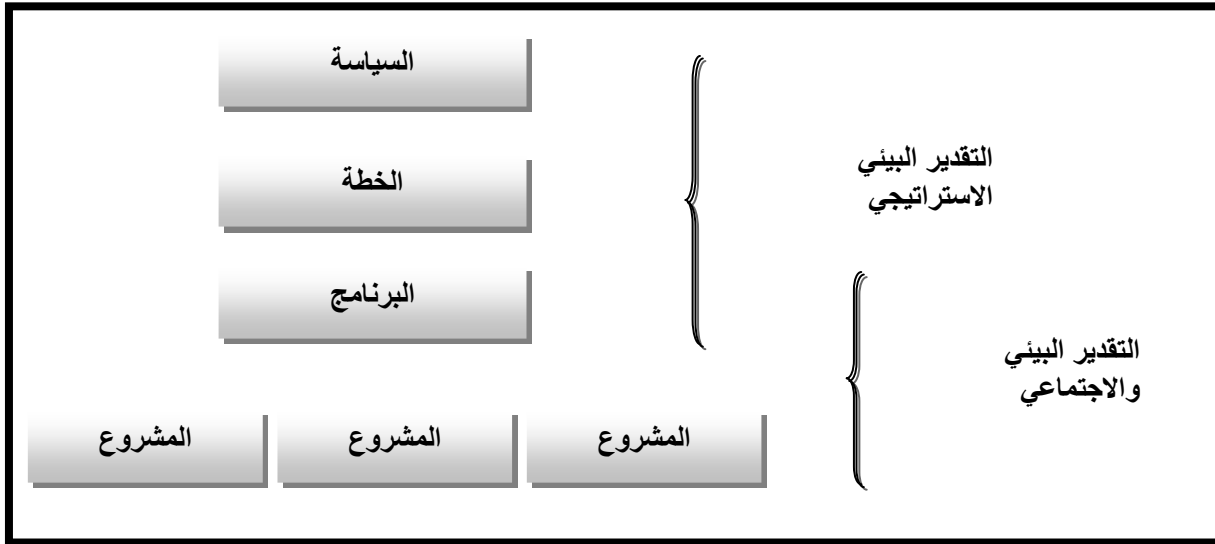 السياسة
الخطة
البرنامج
المشروع
المشروع
المشروع
التقدير البيئي
الاستراتيجي
التقدير البيئي
والاجتماعي